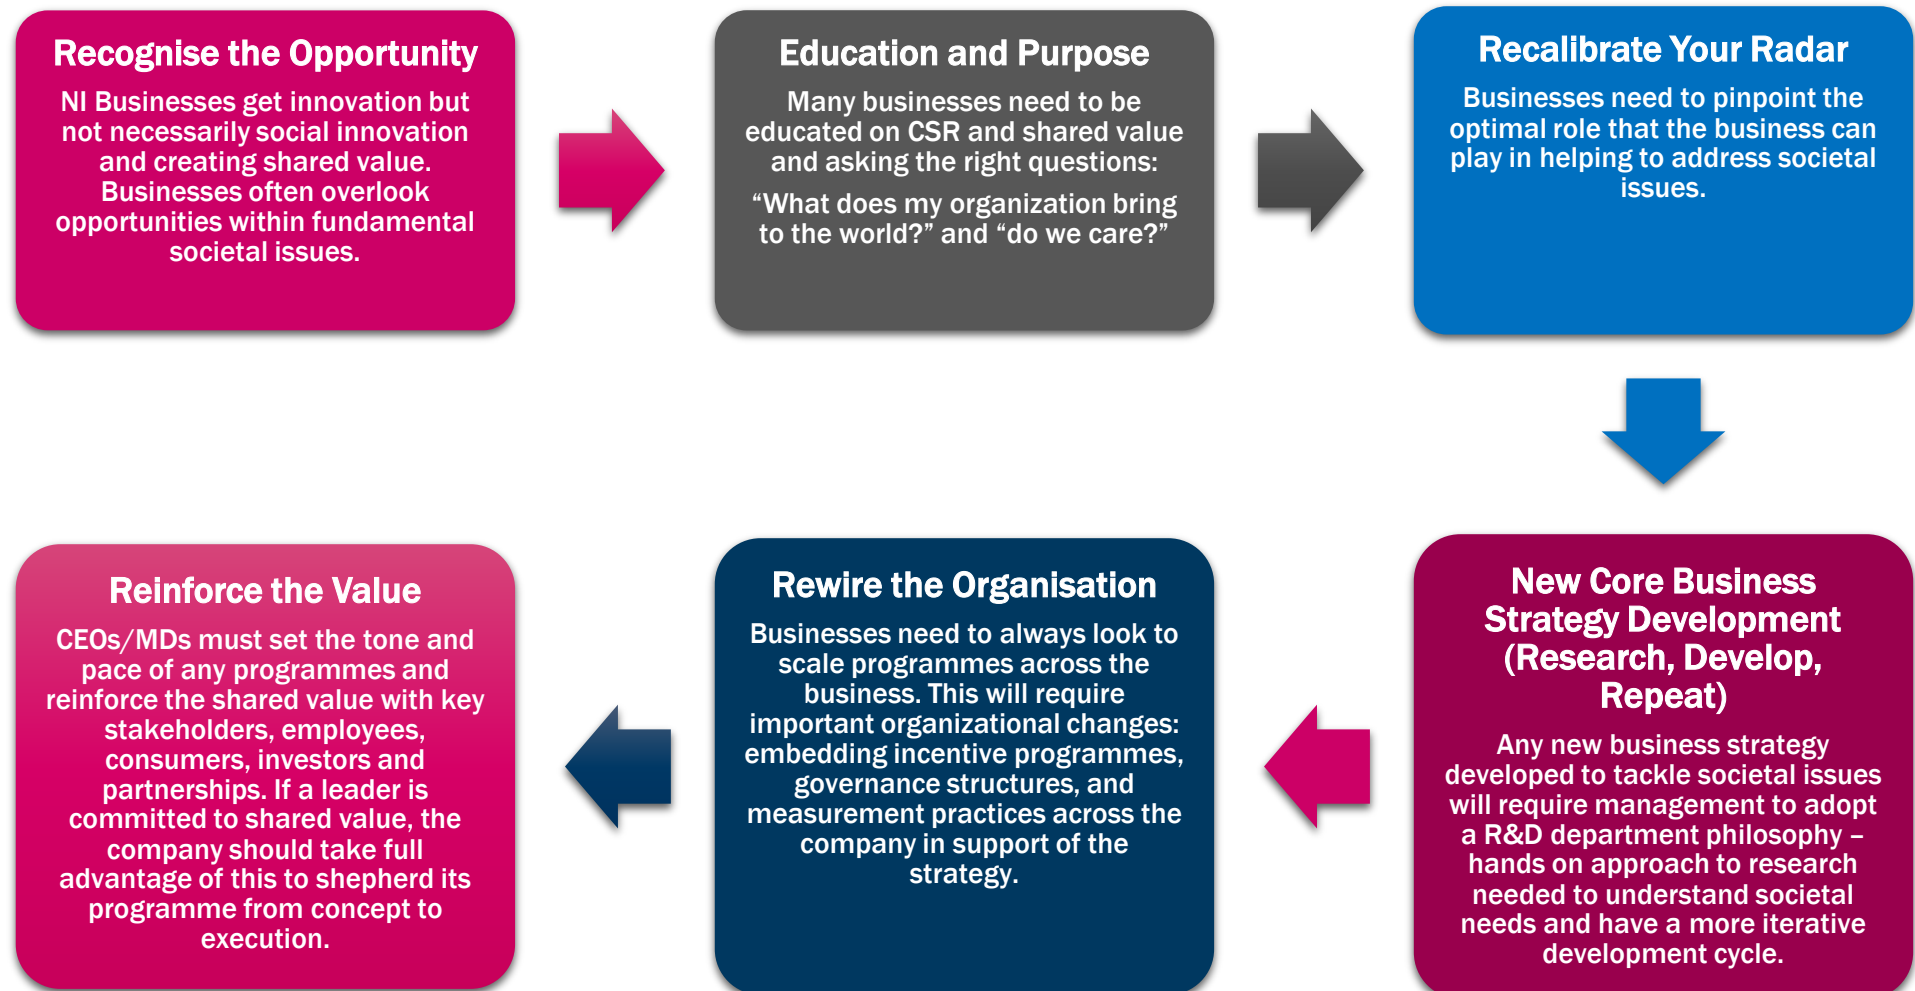 Recognise the Opportunity
NI Businesses get innovation but
not necessarily social innovation
and creating shared value.
Businesses often overlook
opportunities within fundamental
societal issues.
Education and Purpose
Many businesses need to be
educated on CSR and shared value
and asking the right questions:
“What does my organization bring
to the world?” and “do we care?”
Recalibrate Your Radar
Businesses need to pinpoint the
optimal role that the business can
play in helping to address societal
issues.
New Core Business
Strategy Development
(Research, Develop,
Repeat)
Any new business strategy
developed to tackle societal issues
will require management to adopt
a R&D department philosophy –
hands on approach to research
needed to understand societal
needs and have a more iterative
development cycle.
Rewire the Organisation
Businesses need to always look to
scale programmes across the
business. This will require
important organizational changes:
embedding incentive programmes,
governance structures, and
measurement practices across the
company in support of the
strategy.
Reinforce the Value
CEOs/MDs must set the tone and
pace of any programmes and
reinforce the shared value with key
stakeholders, employees,
consumers, investors and
partnerships. If a leader is
committed to shared value, the
company should take full
advantage of this to shepherd its
programme from concept to
execution.